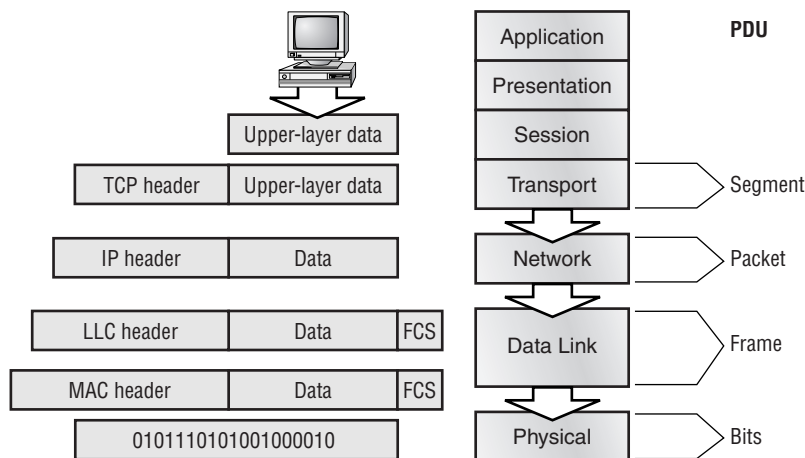 Application
PDU
Presentation
Upper-layer data
Session
TCP header Upper-layer data
Transport
Segment
IP header Data
Network
Packet
LLC header Data FCS
Data Link
Frame
MAC header Data FCS
0101110101001000010
Physical
Bits